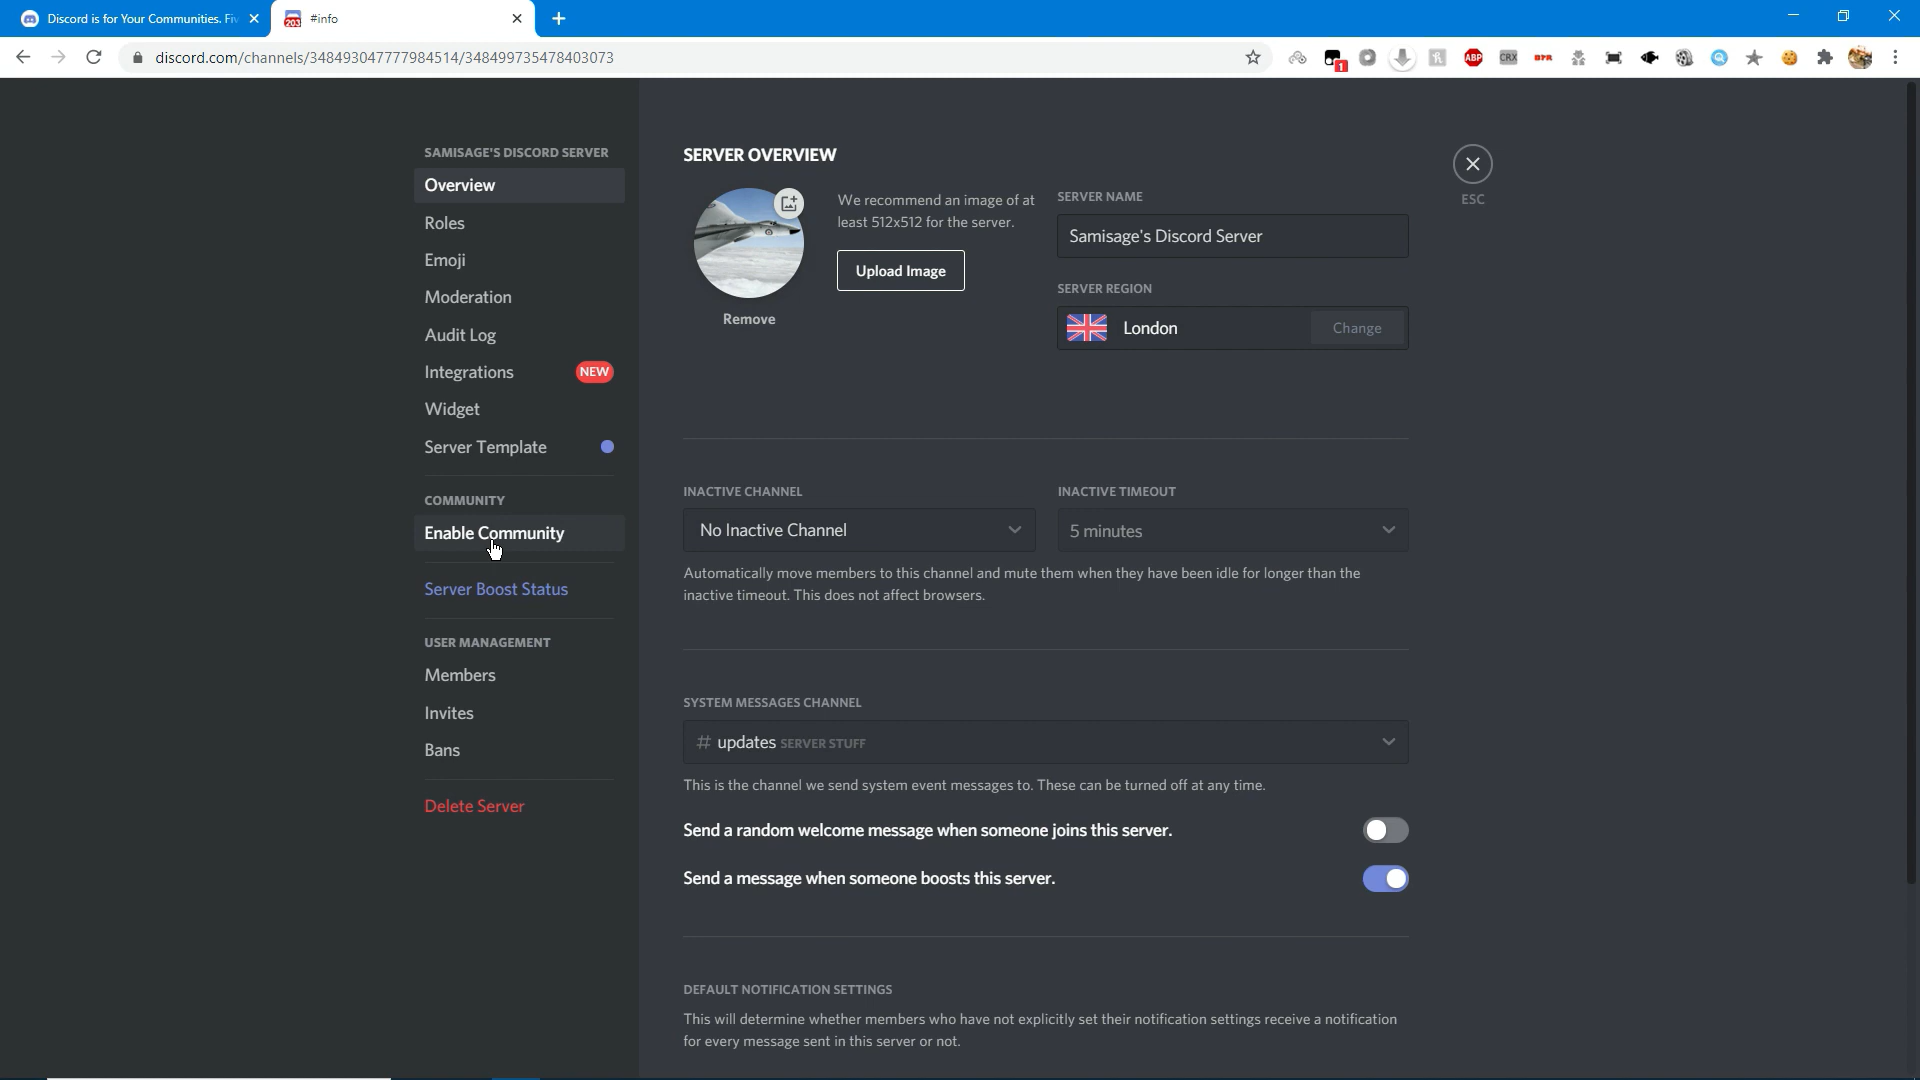 Discord is for Your Communities. Fiv
#info
discord.com/channels/348493047777984514/348499735478403073
1
ABP
CRX
DPR
SAMISAGE'S DISCORD SERVER
Overview
Roles
Emoji
Moderation
Audit Log
Integrations NEW
Widget
Server Template
COMMUNITY
Enable Community
Server Boost Status
USER MANAGEMENT
Members
Invites
Bans
Delete Server
SERVER OVERVIEW
We recommend an image of at
least 512x512 for the server.
Upload Image
Remove
SERVER NAME
Samisage's Discord Server
SERVER REGION
London
Change
ESC
INACTIVE CHANNEL
No Inactive Channel
INACTIVE TIMEOUT
5 minutes
Automatically move members to this channel and mute them when they have been idle for longer than the
inactive timeout. This does not affect browsers.
SYSTEM MESSAGES CHANNEL
# updates SERVER STUFF
This is the channel we send system event messages to. These can be turned off at any time.
Send a random welcome message when someone joins this server.
Send a message when someone boosts this server.
DEFAULT NOTIFICATION SETTINGS
This will determine whether members who have not explicitly set their notification settings receive a notification
for every message sent in this server or not.